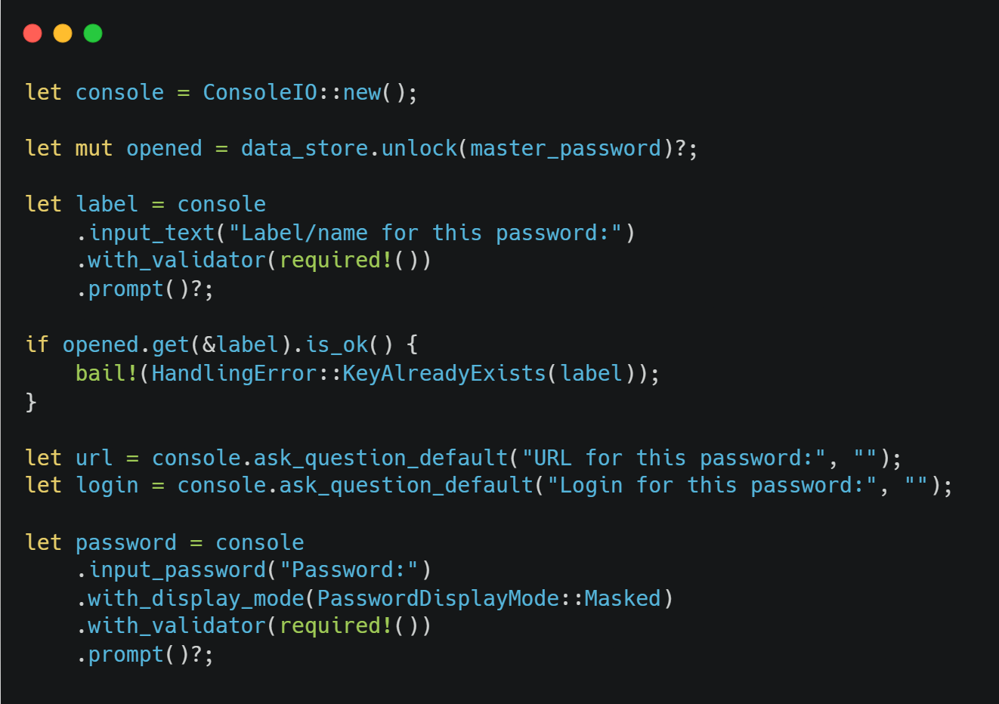 let console = ConsoleIO::new();

let mut opened = data_store.unlock(master_password)?;

let label = console
    .input_text("Label/name for this password:")
    .with_validator(required!())
    .prompt()?;

if opened.get(&label).is_ok() {
    bail!(HandlingError::KeyAlreadyExists(label));
}

let url = console.ask_question_default("URL for this password:", "");
let login = console.ask_question_default("Login for this password:", "");

let password = console
    .input_password("Password:")
    .with_display_mode(PasswordDisplayMode::Masked)
    .with_validator(required!())
    .prompt()?;